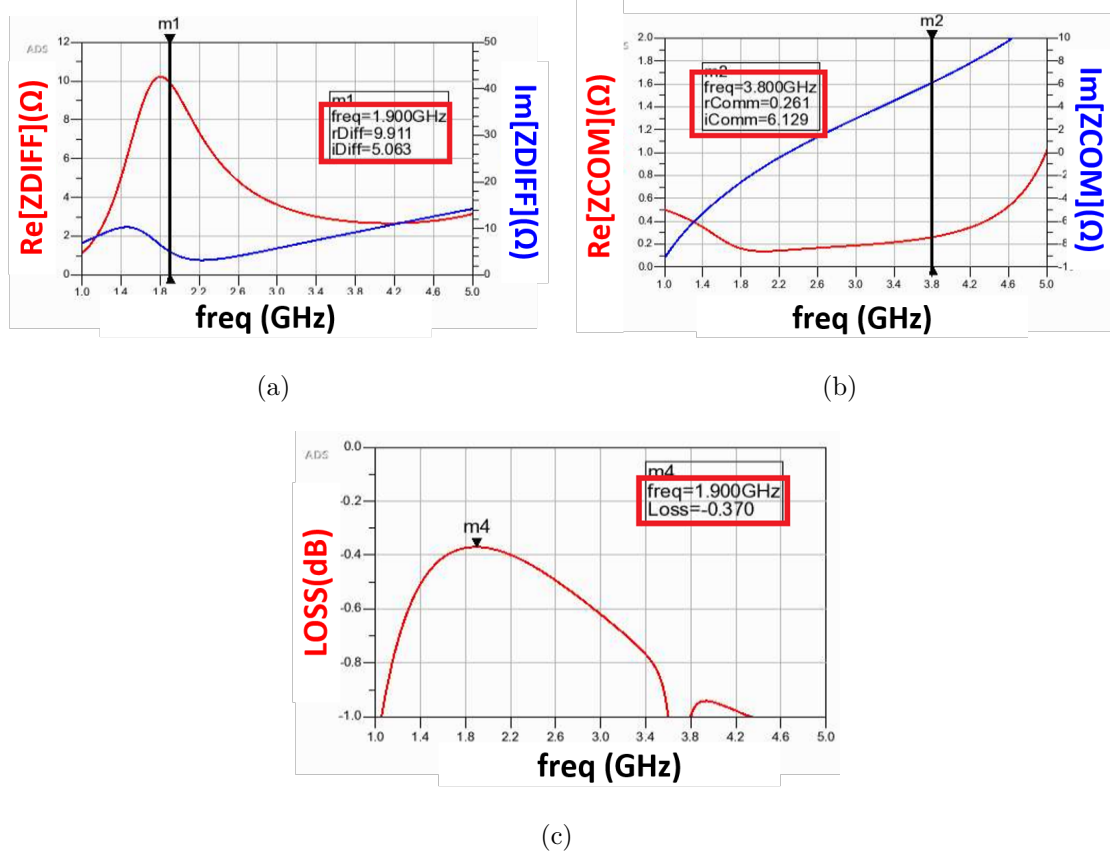 m1
ADS
12
10
8
6
4
2
0
50
40
30
20
10
0
Re[ZDIFF](Ω)
Im[ZDIFF](Ω)
m1
freq=1.900GHz
rDiff=9.911
iDiff=5.063
1.0 1.4 1.8 2.2 2.6 3.0 3.4 3.8 4.2 4.6 5.0
freq (GHz)
(a)
m2
2.0
1.8
1.6
1.4
1.2
1.0
0.8
0.6
0.4
0.2
0.0
10
8
6
4
2
0
-2
-4
-6
-8
Re[ZCOM](Ω)
Im[ZCOM](Ω)
m2
freq=3.800GHz
rComm=0.261
iComm=6.129
1.0 1.4 1.8 2.2 2.6 3.0 3.4 3.8 4.2 4.6 5.0
freq (GHz)
(b)
ADS
0.0
-0.2
-0.4
-0.6
-0.8
-1.0
LOSS(dB)
m4
m4
freq=1.900GHz
Loss=-0.370
1.0 1.4 1.8 2.2 2.6 3.0 3.4 3.8 4.2 4.6 5.0
freq (GHz)
(c)